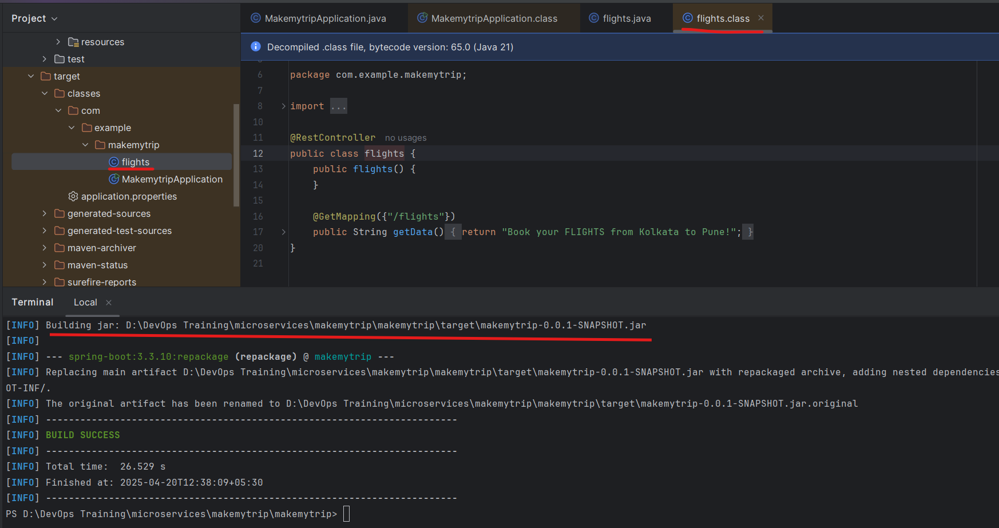 Project
resources
test
target
classes
com
example
makemytrip
flights
MakemytripApplication
application.properties
generated-sources
generated-test-sources
maven-archiver
maven-status
surefire-reports
MakemytripApplication.java
MakemytripApplication.class
flights.java
flights.class
Decompiled .class file, bytecode version: 65.0 (Java 21)
6 package com.example.makemytrip;
7
8 import ...
10
11 @RestController no usages
12 public class flights {
13 public flights() {
14 }
15
16 @GetMapping({"/flights"})
17 public String getData() { return "Book your FLIGHTS from Kolkata to Pune!"; }
20 }
21
Terminal Local
[INFO] Building jar: D:\DevOps Training\microservices\makemytrip\makemytrip\target\makemytrip-0.0.1-SNAPSHOT.jar
[INFO]
[INFO] --- spring-boot:3.3.10:repackage (repackage) @ makemytrip ---
[INFO] Replacing main artifact D:\DevOps Training\microservices\makemytrip\makemytrip\target\makemytrip-0.0.1-SNAPSHOT.jar with repackaged archive, adding nested dependencies
OT-INF/.
[INFO] The original artifact has been renamed to D:\DevOps Training\microservices\makemytrip\makemytrip\target\makemytrip-0.0.1-SNAPSHOT.jar.original
[INFO] ------------------------------------------------------------------------
[INFO] BUILD SUCCESS
[INFO] ------------------------------------------------------------------------
[INFO] Total time:  26.529 s
[INFO] Finished at: 2025-04-20T12:38:09+05:30
[INFO] ------------------------------------------------------------------------
PS D:\DevOps Training\microservices\makemytrip\makemytrip>